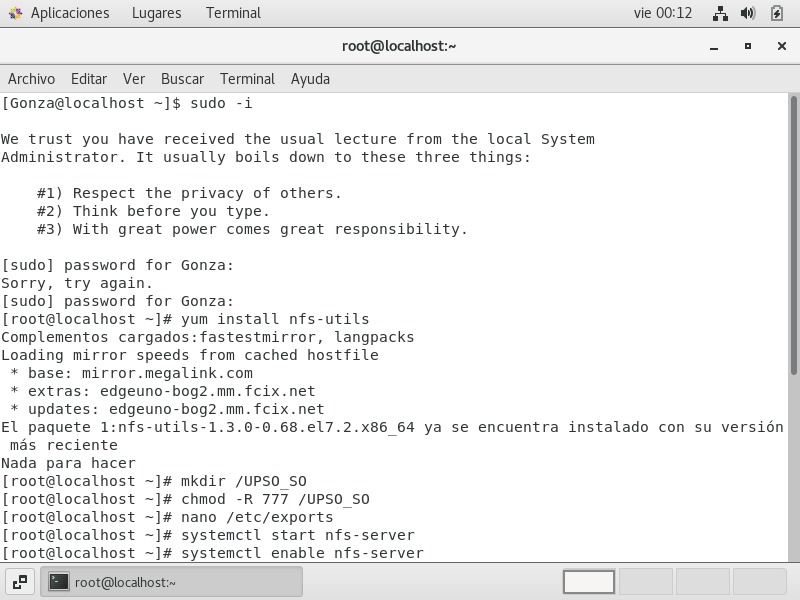 Aplicaciones Lugares Terminal vie 00:12
root@localhost:~
Archivo Editar Ver Buscar Terminal Ayuda
[Gonza@localhost ~]$ sudo -i
We trust you have received the usual lecture from the local System
Administrator. It usually boils down to these three things:
#1) Respect the privacy of others.
#2) Think before you type.
#3) With great power comes great responsibility.
[sudo] password for Gonza:
Sorry, try again.
[sudo] password for Gonza:
[root@localhost ~]# yum install nfs-utils
Complementos cargados:fastestmirror, langpacks
Loading mirror speeds from cached hostfile
* base: mirror.megalink.com
* extras: edgeuno-bog2.mm.fcix.net
* updates: edgeuno-bog2.mm.fcix.net
El paquete 1:nfs-utils-1.3.0-0.68.el7.2.x86_64 ya se encuentra instalado con su versión
más reciente
Nada para hacer
[root@localhost ~]# mkdir /UPSO_SO
[root@localhost ~]# chmod -R 777 /UPSO_SO
[root@localhost ~]# nano /etc/exports
[root@localhost ~]# systemctl start nfs-server
[root@localhost ~]# systemctl enable nfs-server
root@localhost:~